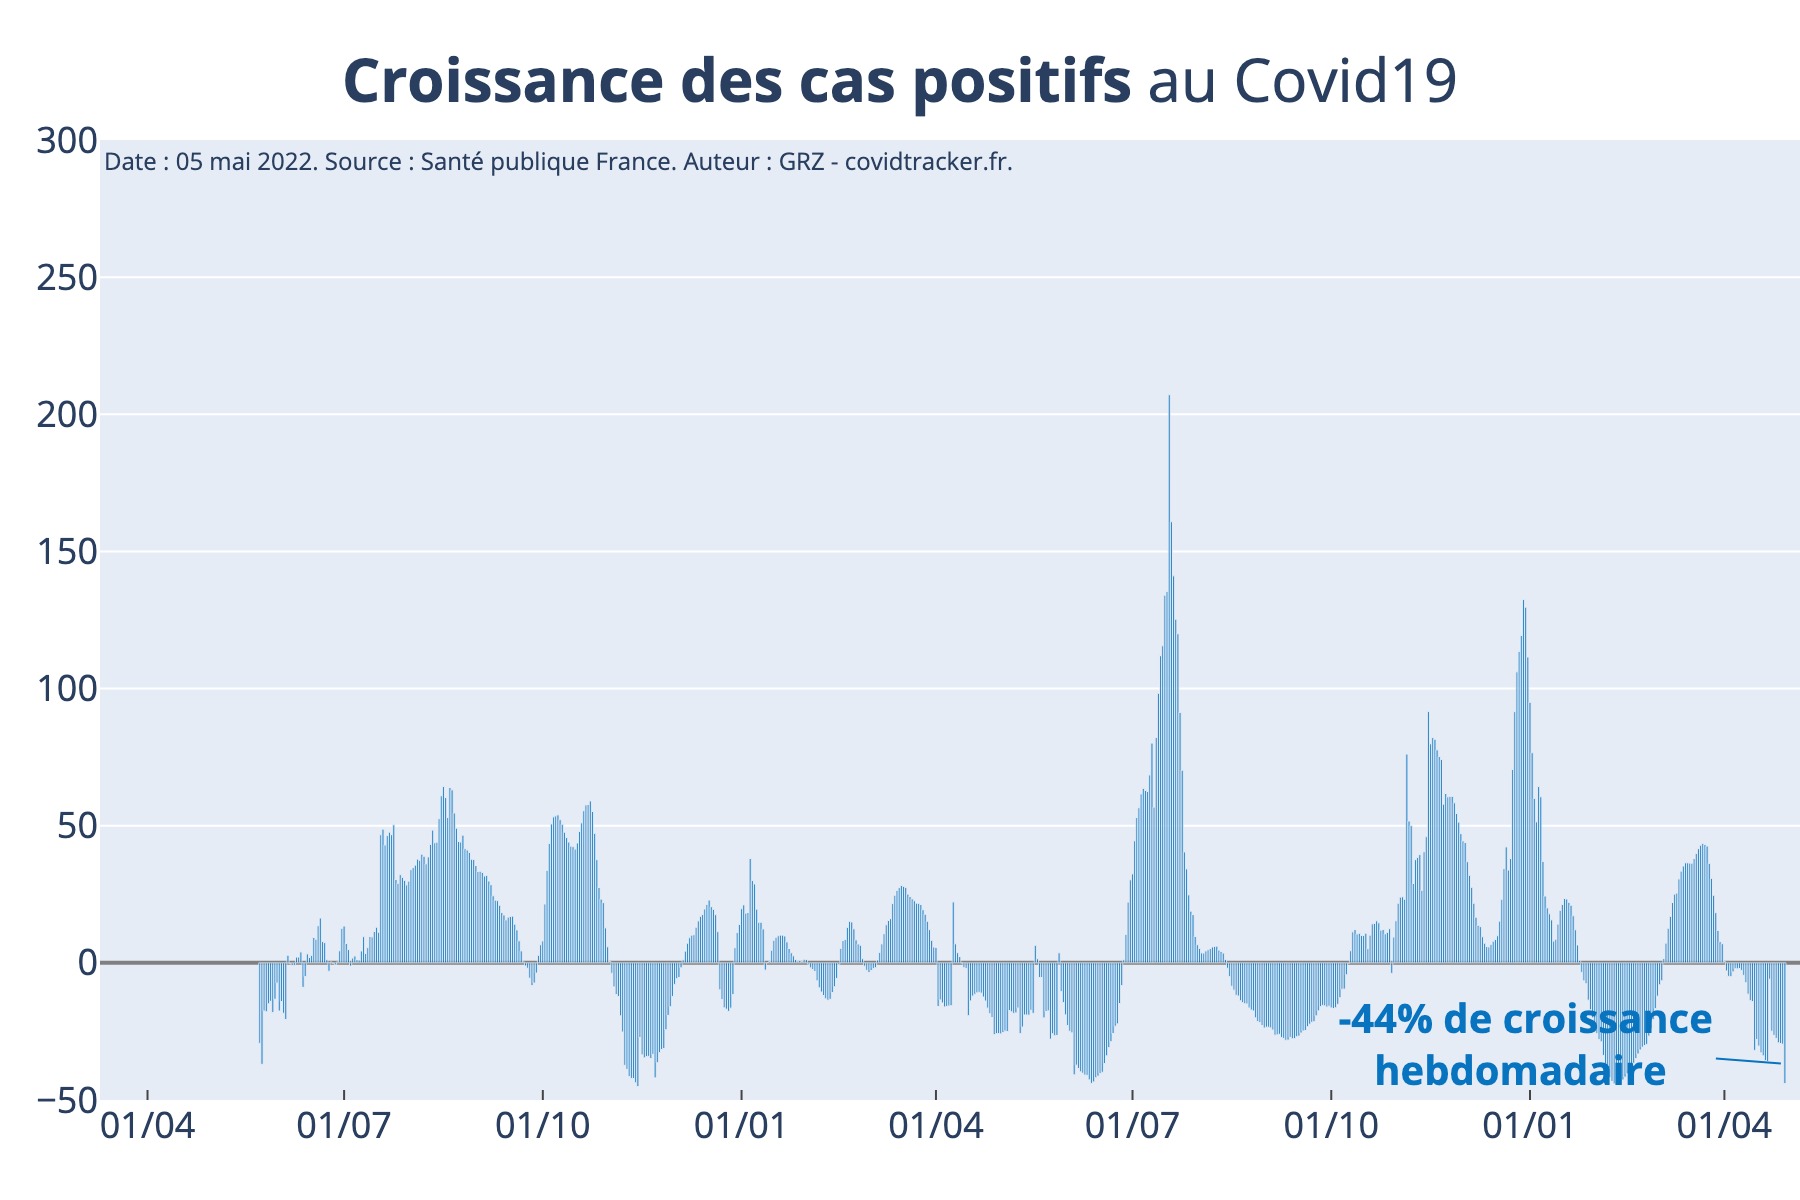 Croissance des cas positifs au Covid19
300
Date : 05 mai 2022. Source : Santé publique France. Auteur : GRZ - covidtracker.fr.
250
200
150
100
50
0
-44% de croissance
hebdomadaire
−50
01/04 01/07 01/10 01/01 01/04 01/07 01/10 01/01 01/04